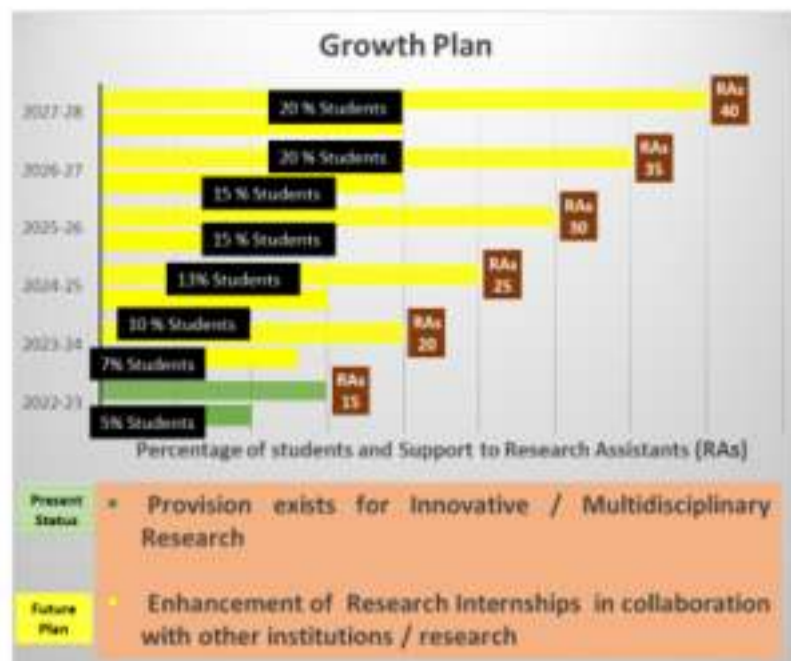 Growth Plan
2027-28
20 % Students
RAs
40
2026-27
20 % Students
RAs
35
15 % Students
2025-26
15 % Students
RAs
30
2024-25
13% Students
RAs
25
2023-24
10 % Students
RAs
20
7% Students
2022-23
RAs
15
5% Students
Percentage of students and Support to Research Assistants (RAs)
Present
Status
• Provision exists for Innovative / Multidisciplinary
Research
Future
Plan
• Enhancement of Research Internships in collaboration
with other institutions / research